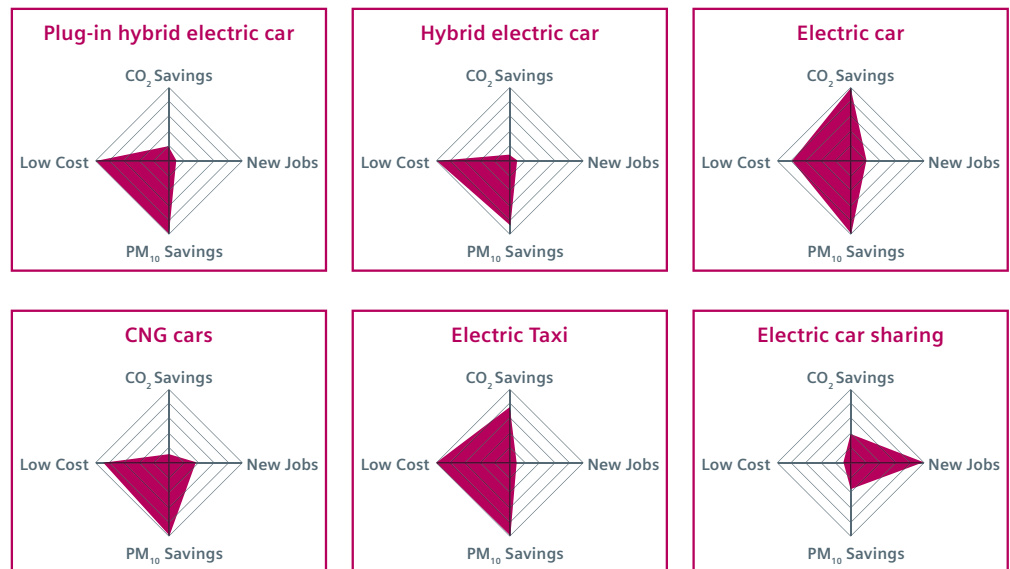 Plug-in hybrid electric car
CO₂ Savings
Low Cost
New Jobs
PM₁₀ Savings
Hybrid electric car
CO₂ Savings
Low Cost
New Jobs
PM₁₀ Savings
Electric car
CO₂ Savings
Low Cost
New Jobs
PM₁₀ Savings
CNG cars
CO₂ Savings
Low Cost
New Jobs
PM₁₀ Savings
Electric Taxi
CO₂ Savings
Low Cost
New Jobs
PM₁₀ Savings
Electric car sharing
CO₂ Savings
Low Cost
New Jobs
PM₁₀ Savings